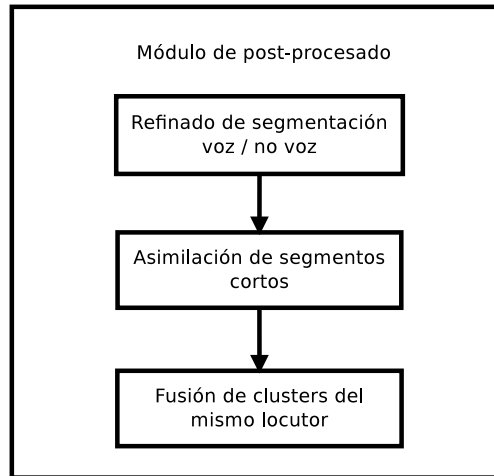 Módulo de post-procesado
Refinado de segmentación
voz / no voz
Asimilación de segmentos
cortos
Fusión de clusters del
mismo locutor